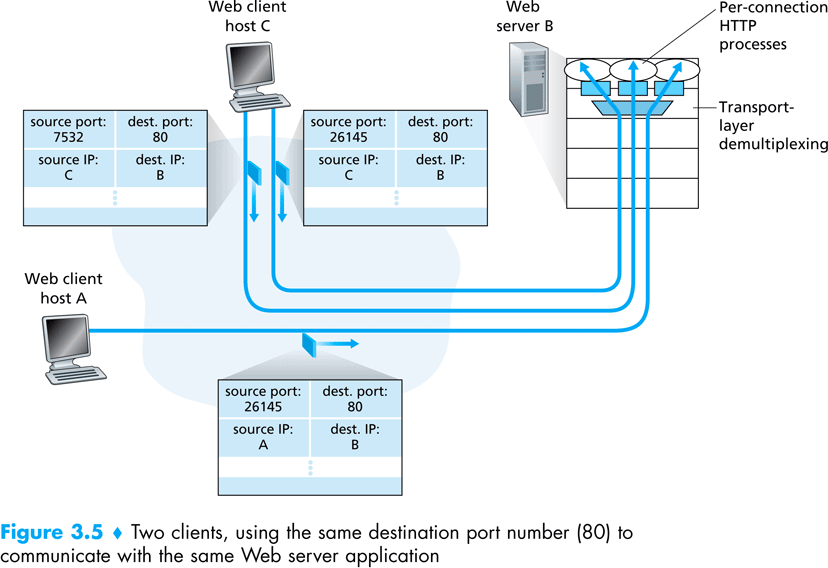 Web client
host C
Web
server B
Per-connection
HTTP
processes
Transport-
layer
demultiplexing
source port:
7532
dest. port:
80
source IP:
C
dest. IP:
B
source port:
26145
dest. port:
80
source IP:
C
dest. IP:
B
Web client
host A
source port:
26145
dest. port:
80
source IP:
A
dest. IP:
B
Figure 3.5 ♦ Two clients, using the same destination port number (80) to
communicate with the same Web server application